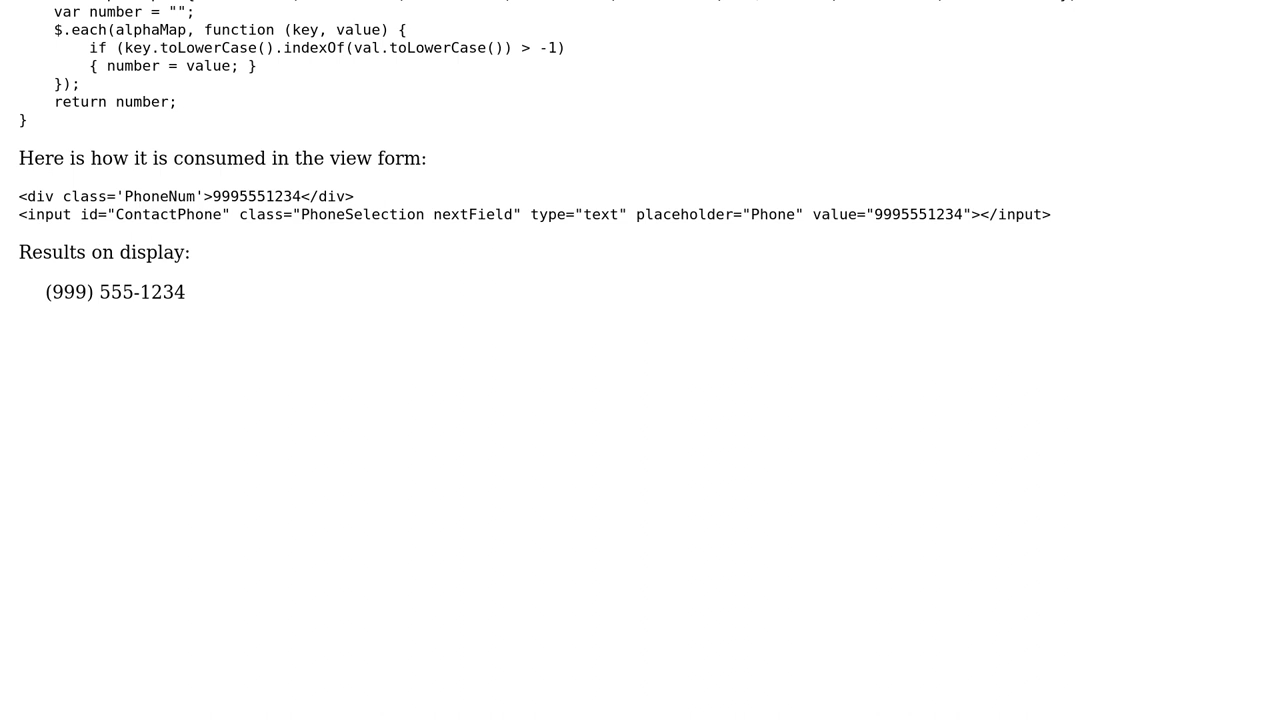 var number = "";
$.each(alphaMap, function (key, value) {
if (key.toLowerCase().indexOf(val.toLowerCase()) > -1)
{ number = value; }
});
return number;
}
Here is how it is consumed in the view form:
<div class='PhoneNum'>9995551234</div>
<input id="ContactPhone" class="PhoneSelection nextField" type="text" placeholder="Phone" value="9995551234"></input>
Results on display:
(999) 555-1234